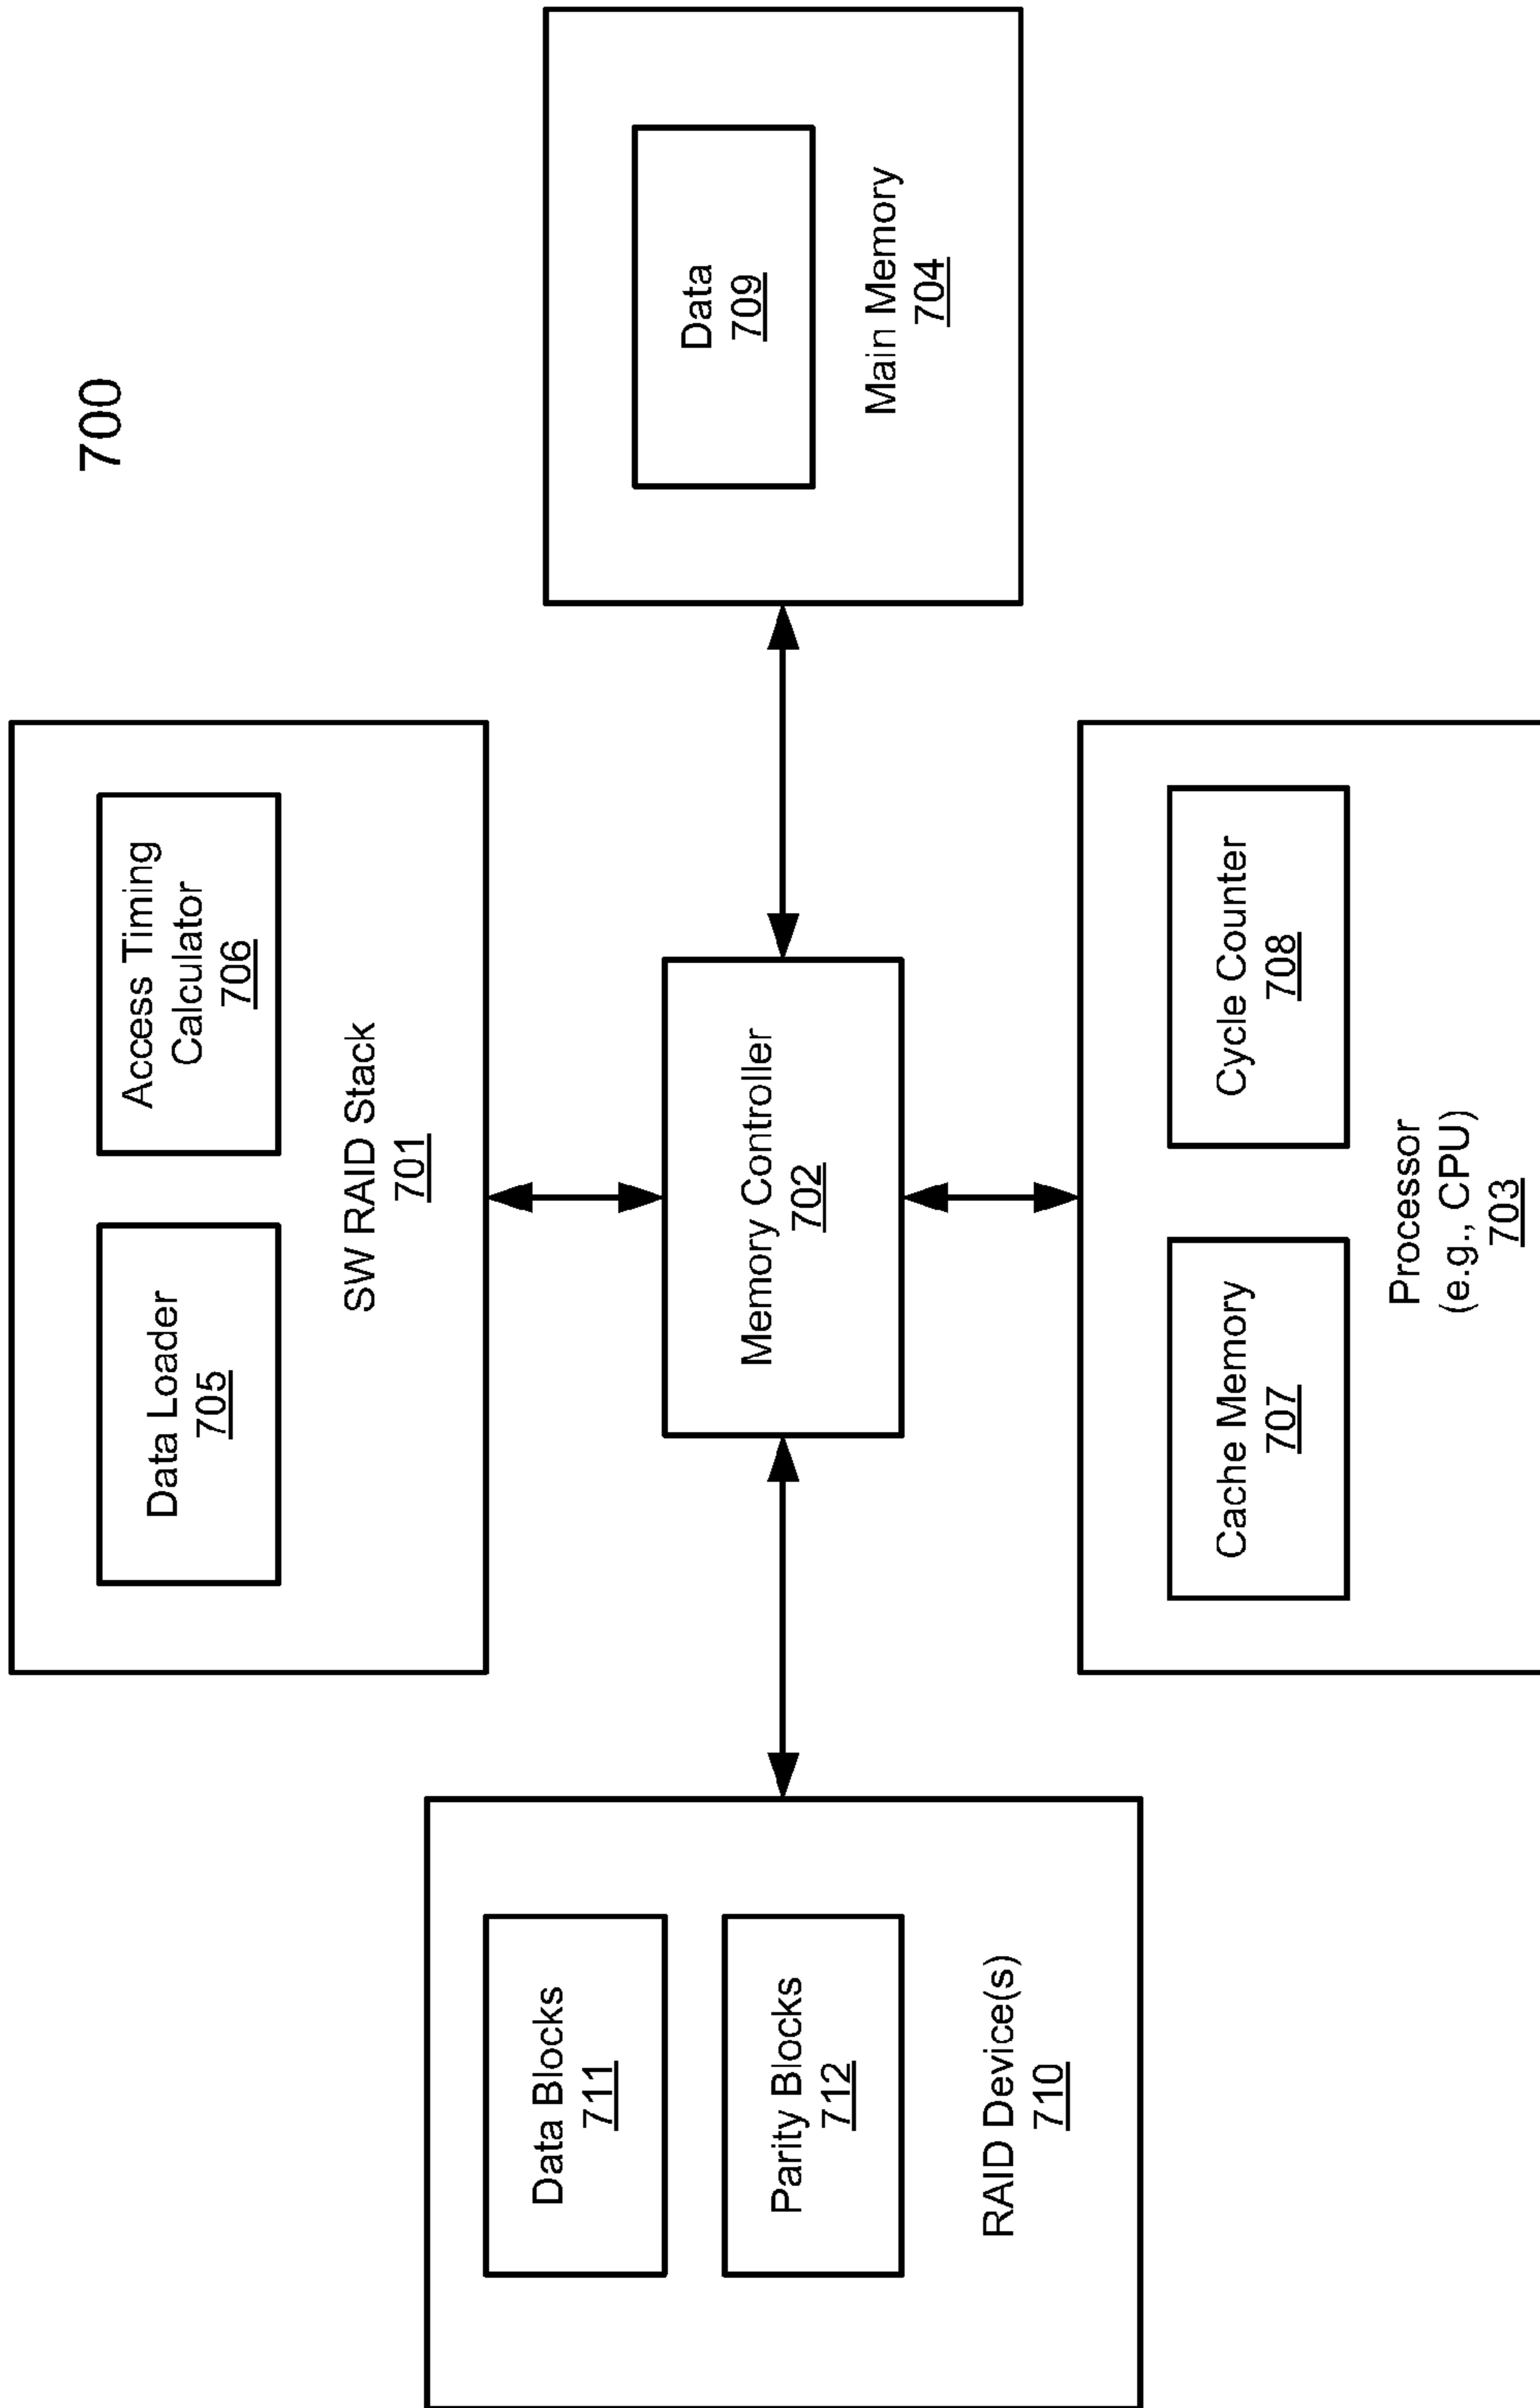 700
Data Loader
705
Access Timing
Calculator
706
SW RAID Stack
701
Data Blocks
711
Parity Blocks
712
RAID Device(s)
710
Memory Controller
702
Data
709
Main Memory
704
Cache Memory
707
Cycle Counter
708
Processor
(e.g., CPU)
703